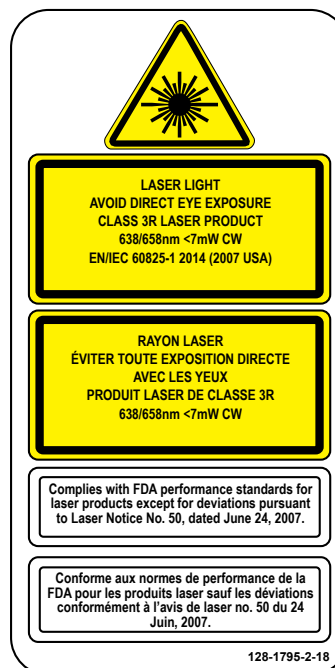 LASER LIGHT
AVOID DIRECT EYE EXPOSURE
CLASS 3R LASER PRODUCT
638/658nm <7mW CW
EN/IEC 60825-1 2014 (2007 USA)
RAYON LASER
ÉVITER TOUTE EXPOSITION DIRECTE
AVEC LES YEUX
PRODUIT LASER DE CLASSE 3R
638/658nm <7mW CW
Complies with FDA performance standards for
laser products except for deviations pursuant
to Laser Notice No. 50, dated June 24, 2007.
Conforme aux normes de performance de la
FDA pour les produits laser sauf les déviations
conformément à l'avis de laser no. 50 du 24
Juin, 2007.
128-1795-2-18